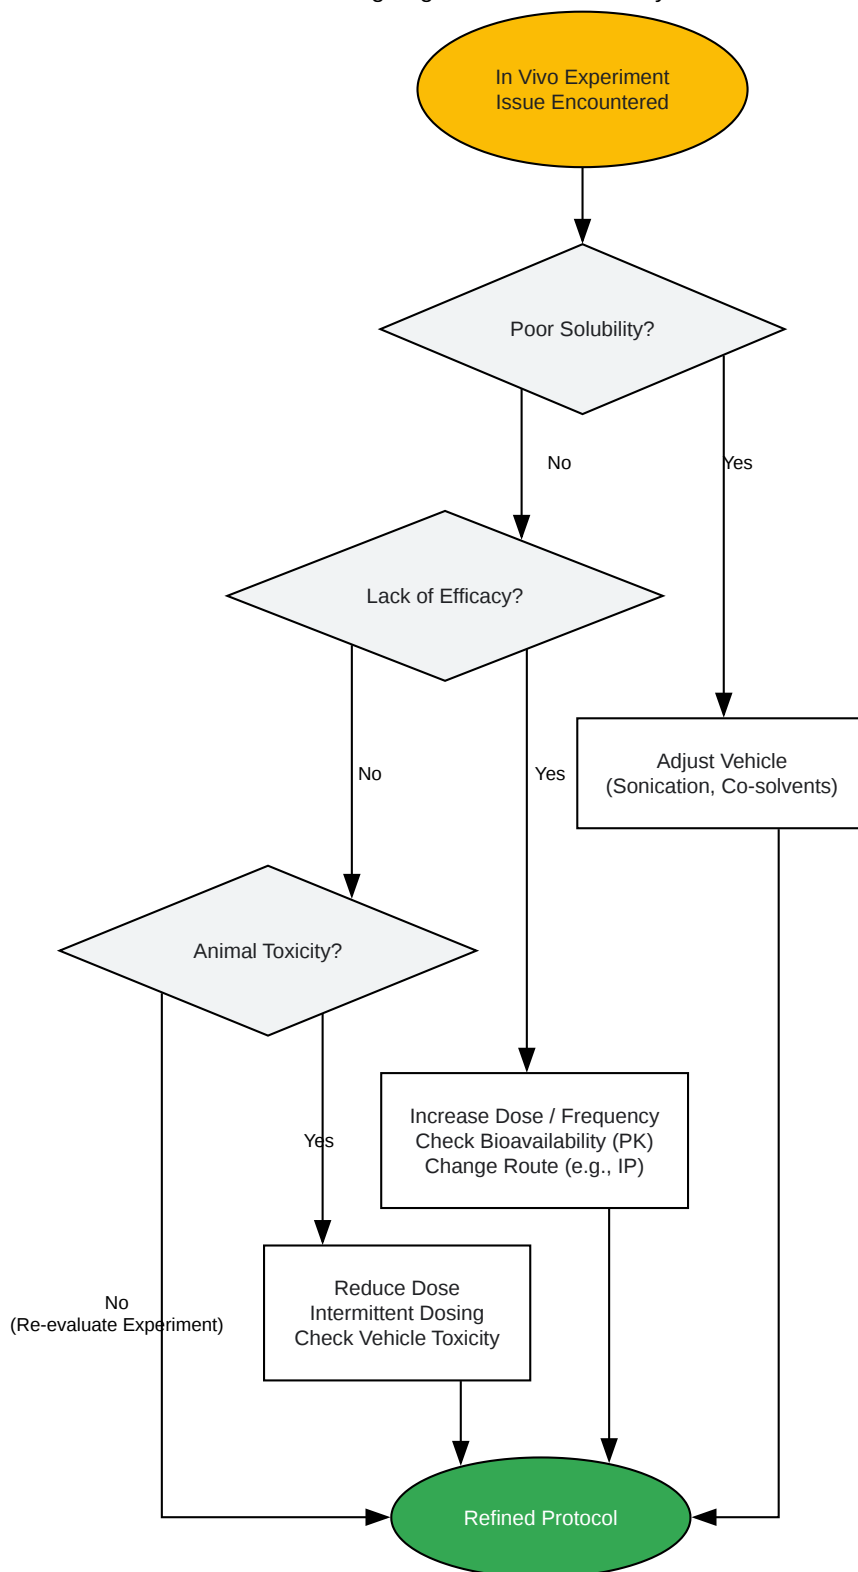 In Vivo Experiment
Issue Encountered
Poor Solubility?
No
Yes
Lack of Efficacy?
No
Yes
Adjust Vehicle
(Sonication, Co-solvents)
Animal Toxicity?
Yes
Increase Dose / Frequency
Check Bioavailability (PK)
Change Route (e.g., IP)
No
(Re-evaluate Experiment)
Reduce Dose
Intermittent Dosing
Check Vehicle Toxicity
Refined Protocol